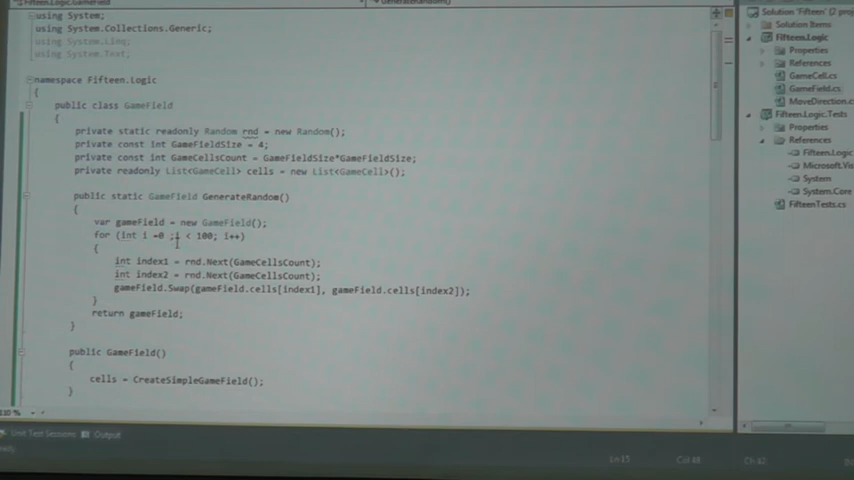 Fifteen.Logic.GameField
GenerateRandom()
using System;
using System.Collections.Generic;
using System.Linq;
using System.Text;
namespace Fifteen.Logic
{
public class GameField
{
private static readonly Random rnd = new Random();
private const int GameFieldSize = 4;
private const int GameCellsCount = GameFieldSize*GameFieldSize;
private readonly List<GameCell> cells = new List<GameCell>();
public static GameField GenerateRandom()
{
var gameField = new GameField();
for (int i =0 ;i < 100; i++)
{
int index1 = rnd.Next(GameCellsCount);
int index2 = rnd.Next(GameCellsCount);
gameField.Swap(gameField.cells[index1], gameField.cells[index2]);
}
return gameField;
}
public GameField()
{
cells = CreateSimpleGameField();
}
110 %
Unit Test Sessions
Output
Ln 15
Col 48
Ch 42
Solution 'Fifteen' (2 proj
Solution Items
Fifteen.Logic
Properties
References
GameCell.cs
GameField.cs
MoveDirection.c
Fifteen.Logic.Tests
Properties
References
Fifteen.Logic
Microsoft.Vis
System
System.Core
FifteenTests.cs